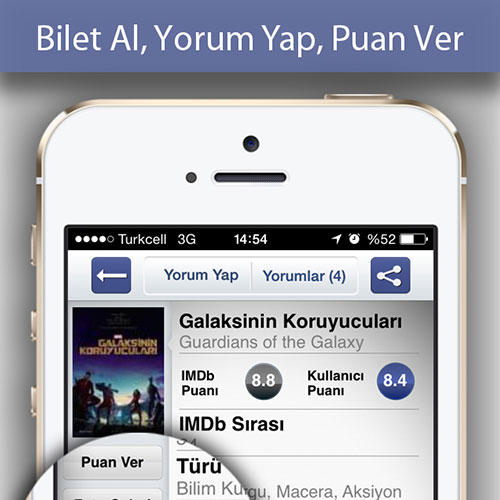 Bilet Al, Yorum Yap, Puan Ver
Turkcell 3G 14:54 %52
Yorum Yap Yorumlar (4)
MARVEL
GALAKSİNİN
KORUYUCULARI
Galaksinin Koruyucuları
Guardians of the Galaxy
IMDb
Puanı
8.8
Kullanıcı
Puanı
8.4
IMDb Sırası
Puan Ver
Türü
Bilim Kurgu, Macera, Aksiyon